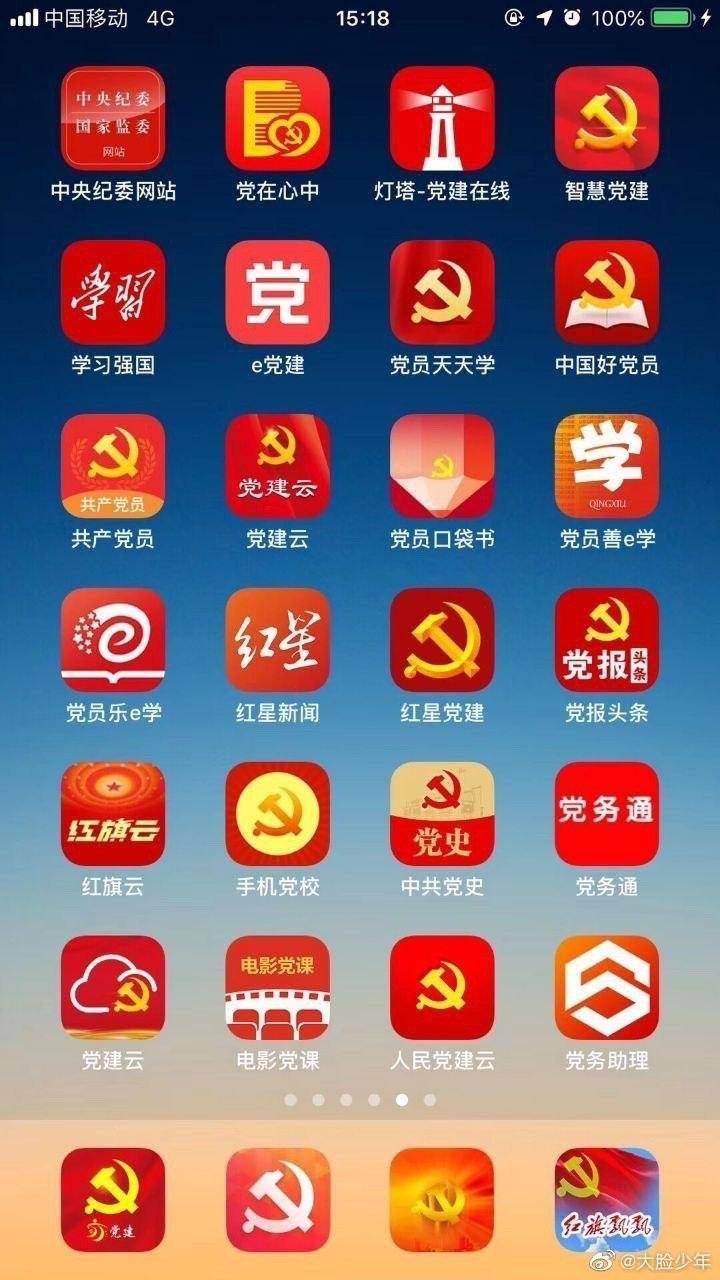 中国移动 4G 15:18 100%
中央纪委
国家监委
网站
中央纪委网站 党在心中 灯塔-党建在线 智慧党建
學習 党
学习强国 e党建 党员天天学 中国好党员
共产党员 党建云 学
QINGXIU
共产党员 党建云 党员口袋书 党员善e学
e 红星 党报 头条
党员乐e学 红星新闻 红星党建 党报头条
红旗云 党史 党务通
红旗云 手机党校 中共党史 党务通
电影党课
党建云 电影党课 人民党建云 党务助理
党建 红旗飘飘
@大脸少年